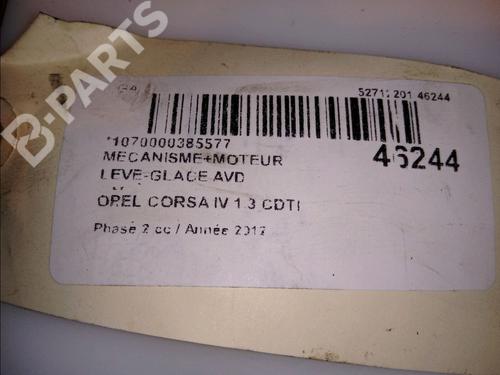 B-PARTS
5271 201 46244
*1070000385577
46244
MECANISME+MOTEUR
LEVE-GLACE AVD
OPEL CORSA IV 1.3 CDTI
Phase 2 cc / Année 2012